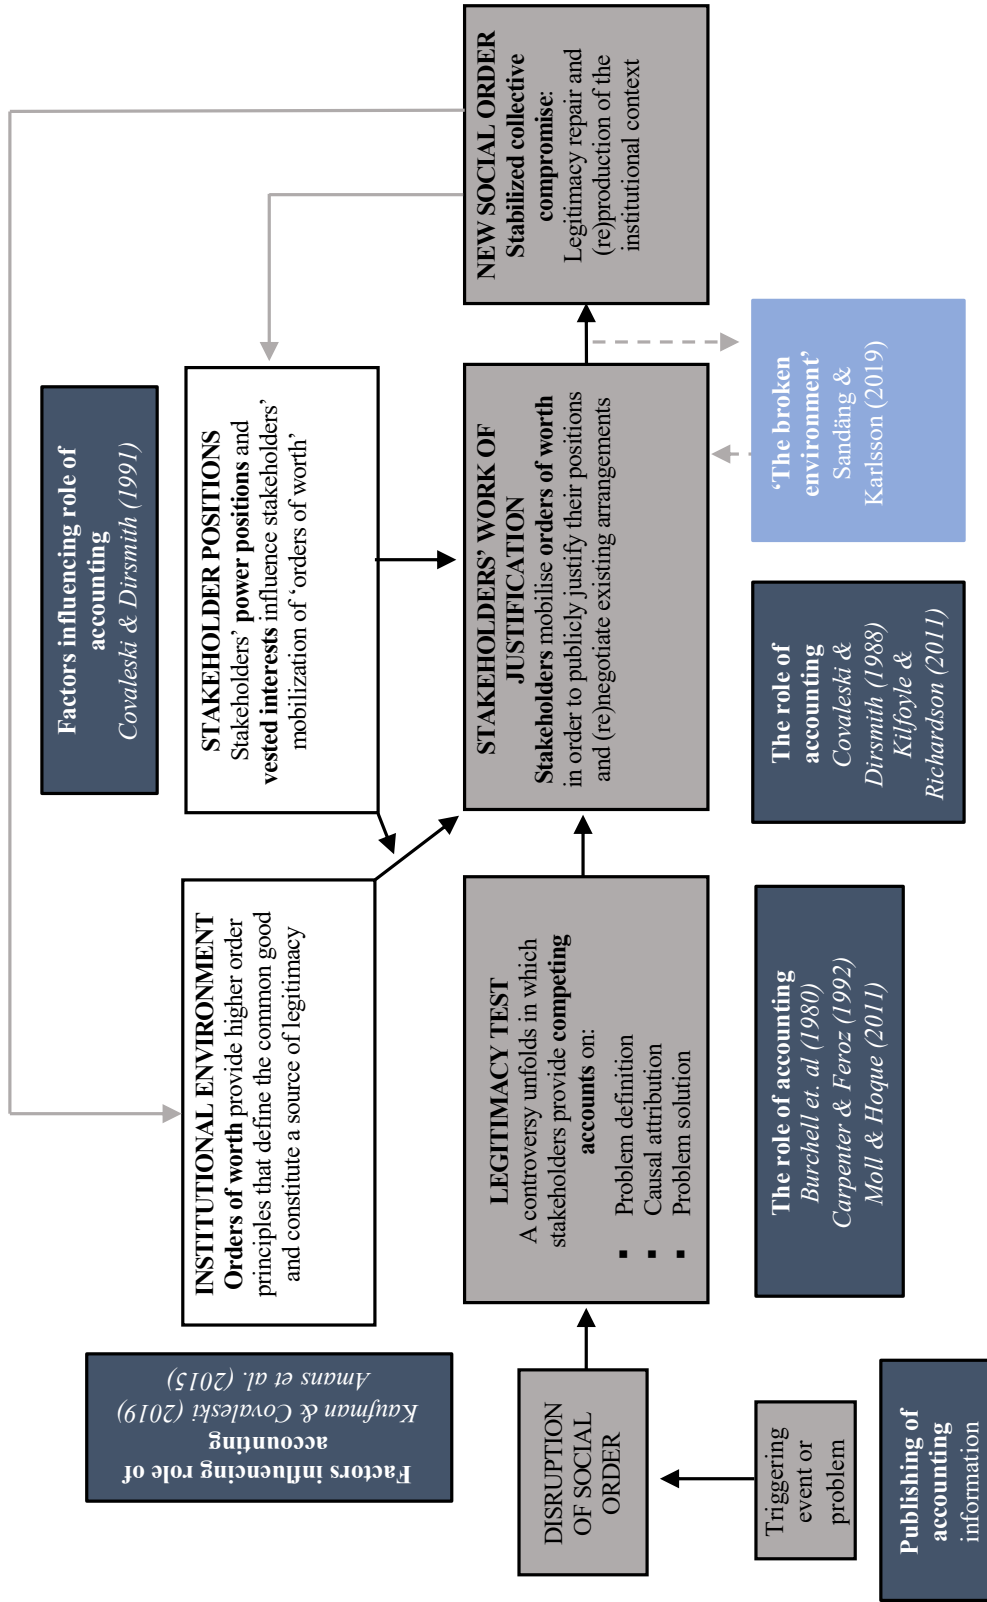 Factors influencing role of
accounting
Kaufman & Covaleski (2019)
Amans et al. (2015)
INSTITUTIONAL ENVIRONMENT
Orders of worth provide higher order
principles that define the common good
and constitute a source of legitimacy
Factors influencing role of
accounting
Covaleski & Dirsmith (1991)
STAKEHOLDER POSITIONS
Stakeholders’ power positions and
vested interests influence stakeholders’
mobilization of ‘orders of worth’
DISRUPTION
OF SOCIAL
ORDER
LEGITIMACY TEST
A controversy unfolds in which
stakeholders provide competing
accounts on:
▪ Problem definition
▪ Causal attribution
▪ Problem solution
STAKEHOLDERS’ WORK OF
JUSTIFICATION
Stakeholders mobilise orders of worth
in order to publicly justify their positions
and (re)negotiate existing arrangements
NEW SOCIAL ORDER
Stabilized collective
compromise:
Legitimacy repair and
(re)production of the
institutional context
Triggering
event or
problem
Publishing of
accounting
information
The role of accounting
Burchell et. al (1980)
Carpenter & Feroz (1992)
Moll & Hoque (2011)
The role of
accounting
Covaleski &
Dirsmith (1988)
Kilfoyle &
Richardson (2011)
‘The broken
environment’
Sandäng &
Karlsson (2019)